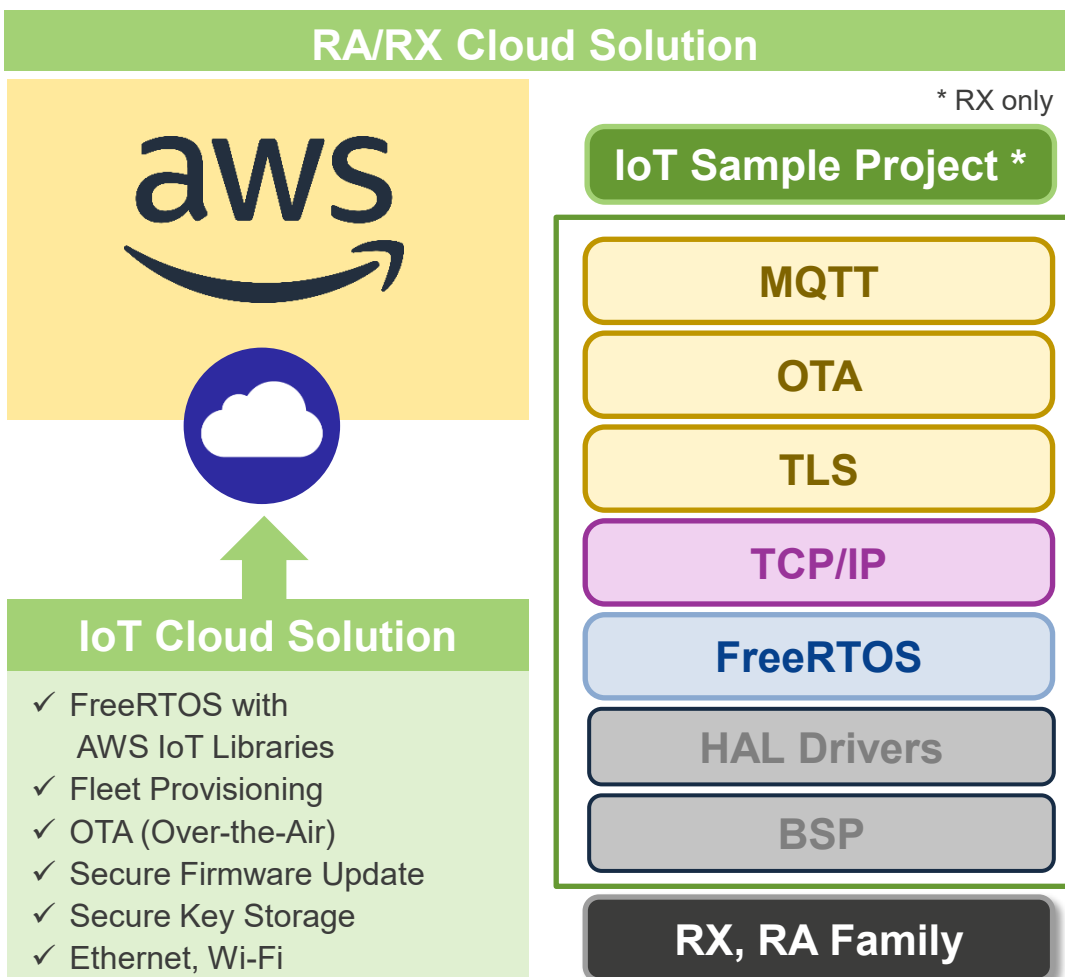 RA/RX Cloud Solution
aws
IoT Cloud Solution
✓ FreeRTOS with
AWS IoT Libraries
✓ Fleet Provisioning
✓ OTA (Over-the-Air)
✓ Secure Firmware Update
✓ Secure Key Storage
✓ Ethernet, Wi-Fi
* RX only
IoT Sample Project *
MQTT
OTA
TLS
TCP/IP
FreeRTOS
HAL Drivers
BSP
RX, RA Family